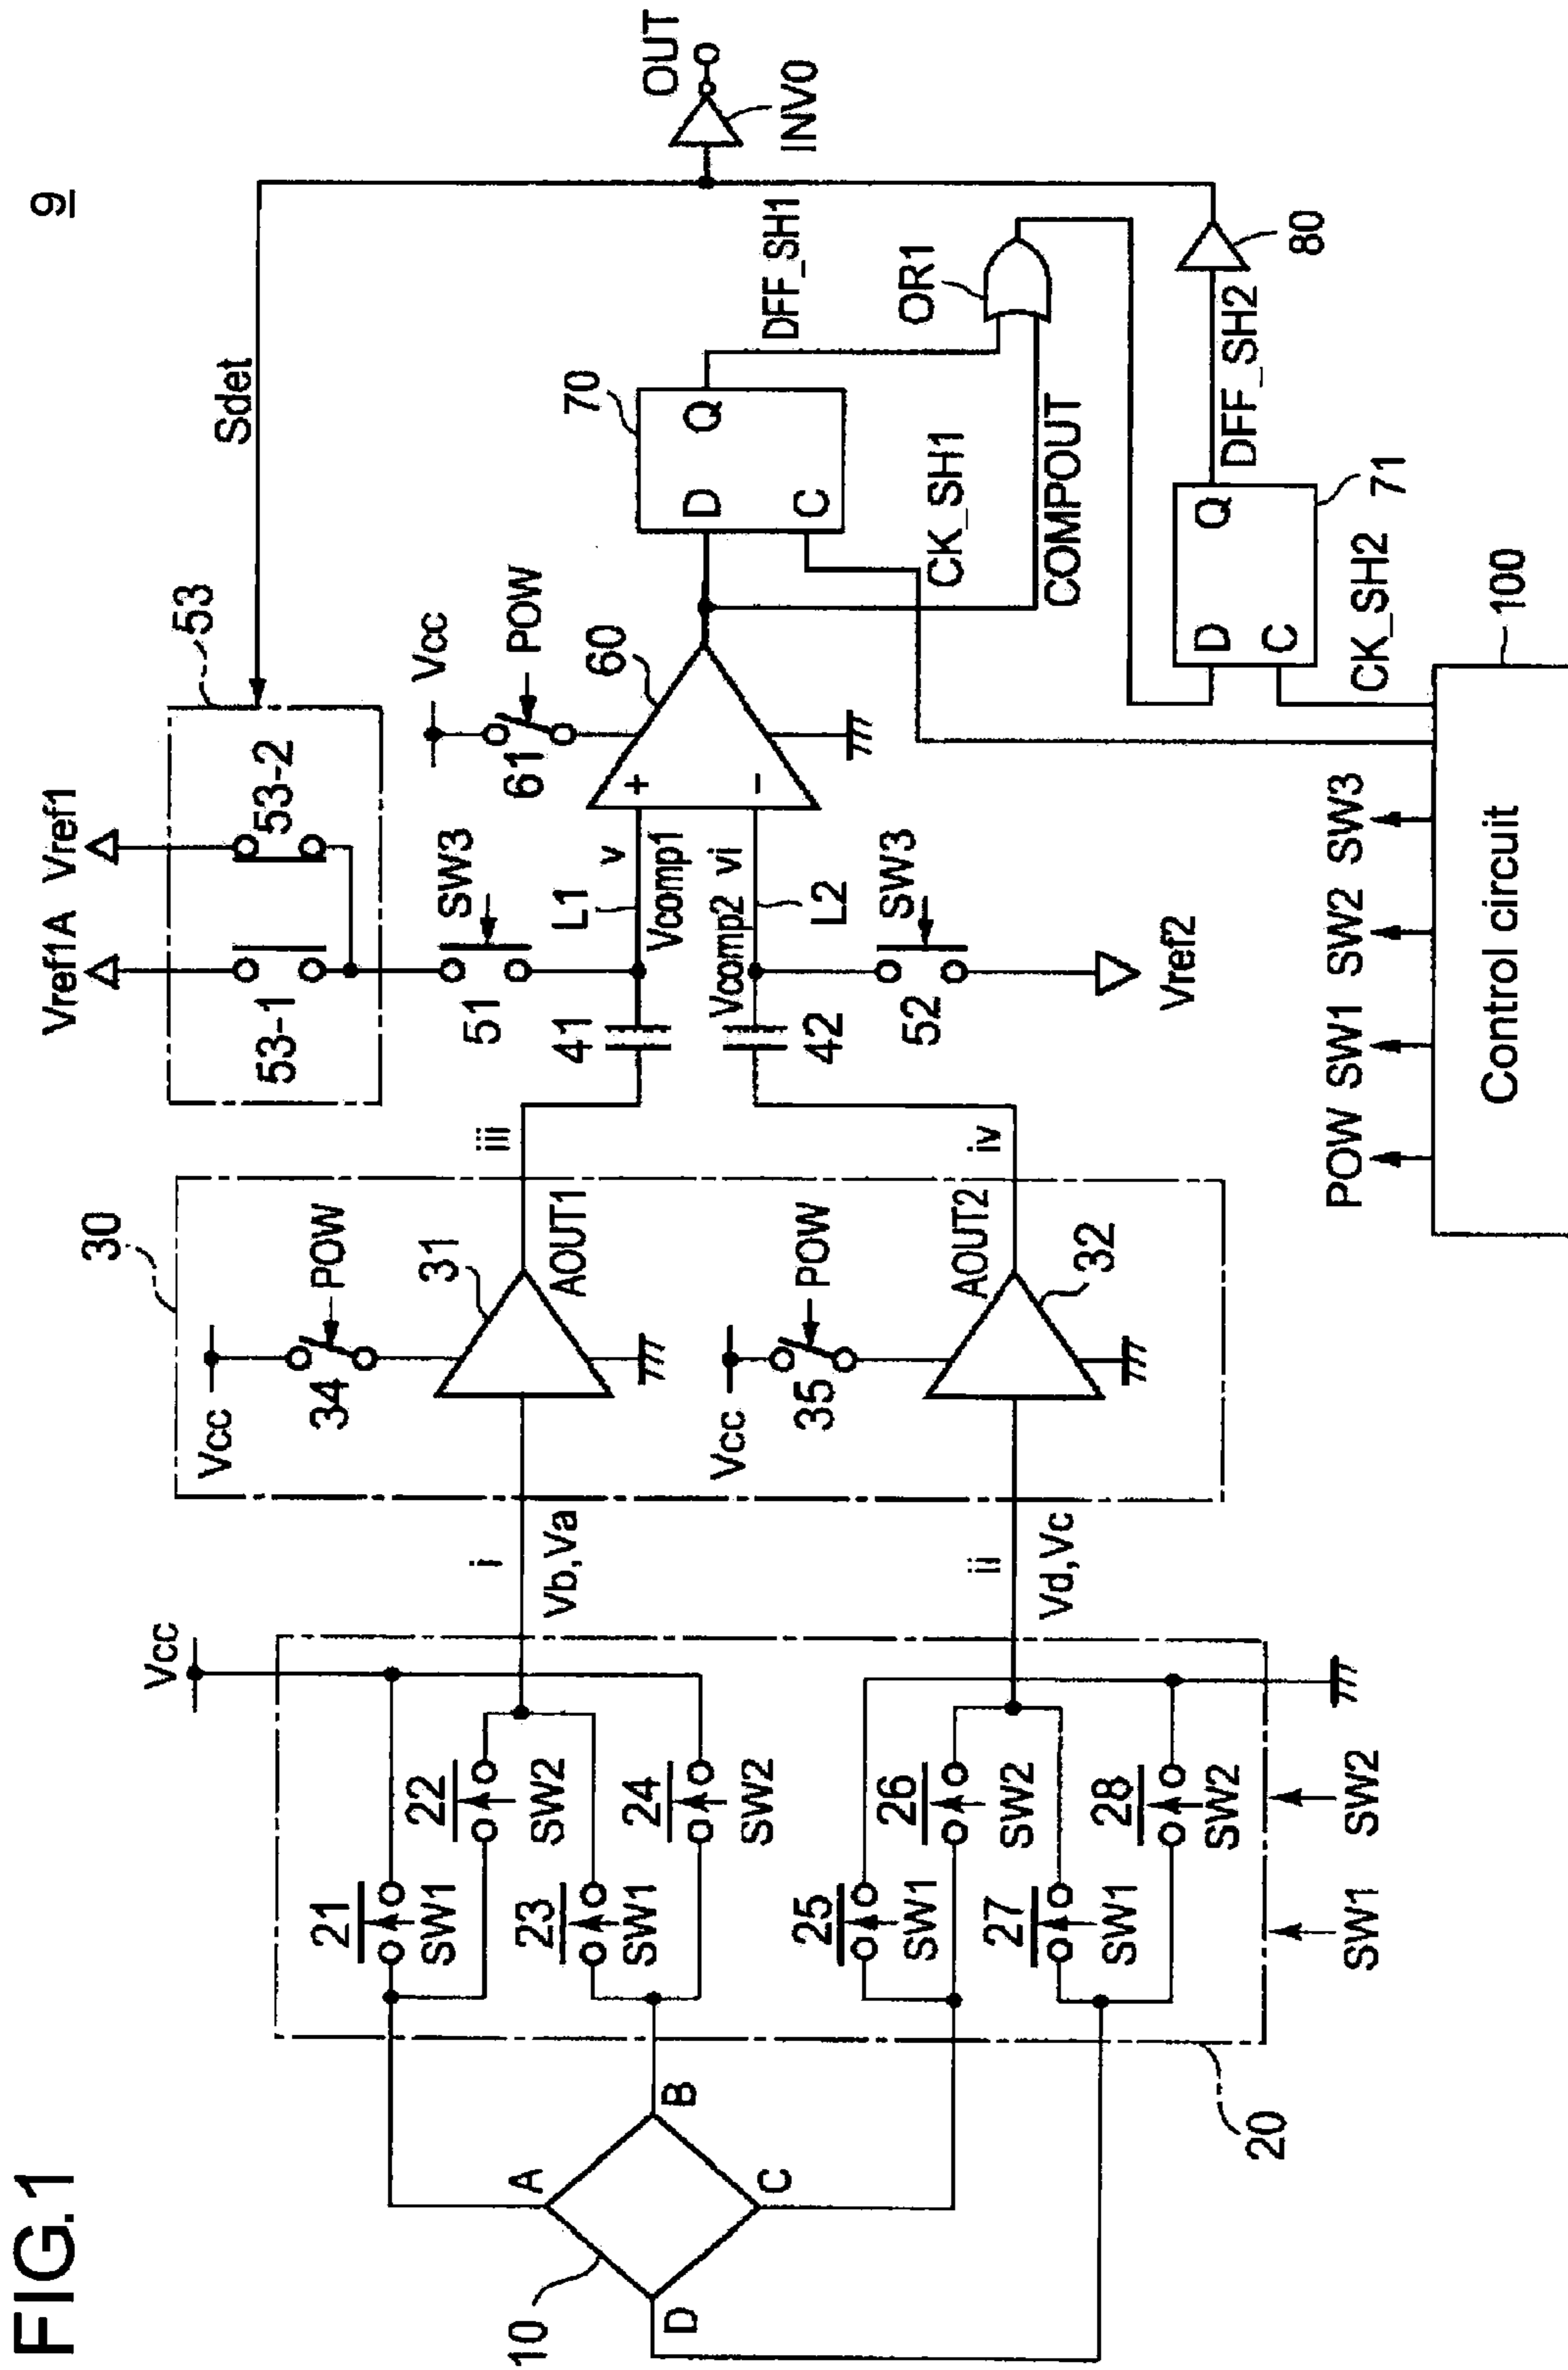 FIG.1
9
10
A
B
C
D
20
Vcc
21
SW1
22
SW2
23
SW1
24
SW2
25
SW1
26
SW2
27
SW1
28
SW2
SW1
SW2
i
Vb,Va
ii
Vd,Vc
30
Vcc
34
POW
31
AOUT1
Vcc
35
POW
32
AOUT2
iii
iv
Vref1A
Vref1
53
53-1
53-2
Sdet
51
SW3
41
L1
v
Vcomp1
42
Vcomp2
vi
L2
52
SW3
Vref2
Vcc
61
POW
60
+
-
70
D
Q
C
CK_SH1
DFF_SH1
COMPOUT
OR1
71
D
Q
C
CK_SH2
DFF_SH2
80
INV0
OUT
POW
SW1
SW2
SW3
100
Control circuit